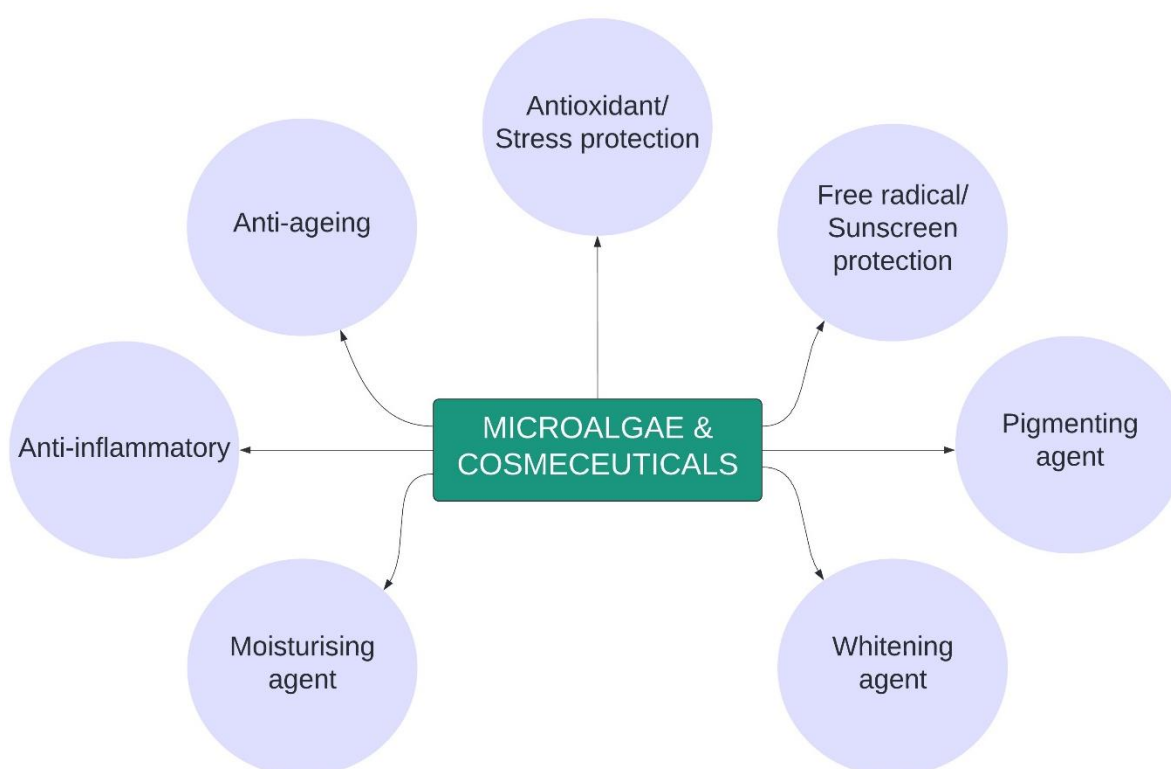 Antioxidant/
Stress protection
Free radical/
Sunscreen
protection
Anti-ageing
MICROALGAE &
COSMECEUTICALS
Pigmenting
agent
Anti-inflammatory
Moisturising
agent
Whitening
agent